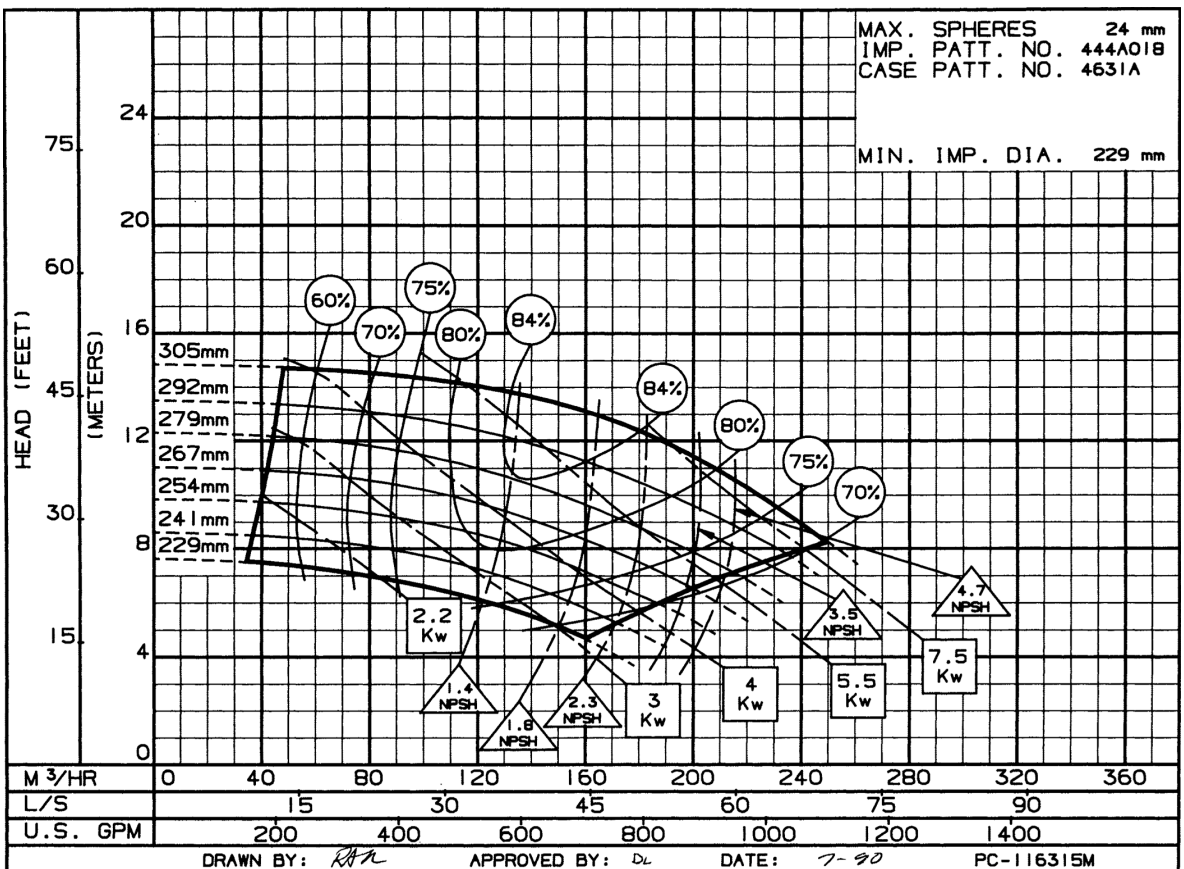 MAX. SPHERES 24 mm
IMP. PATT. NO. 444A018
CASE PATT. NO. 4631A
MIN. IMP. DIA. 229 mm
HEAD (FEET)
(METERS)
75
60
45
30
15
24
20
16
12
8
4
0
60%
70%
75%
80%
84%
84%
80%
75%
70%
305mm
292mm
279mm
267mm
254mm
241mm
229mm
2.2 Kw
3 Kw
4 Kw
5.5 Kw
7.5 Kw
1.4 NPSH
1.8 NPSH
2.3 NPSH
3.5 NPSH
4.7 NPSH
M³/HR 0 40 80 120 160 200 240 280 320 360
L/S 15 30 45 60 75 90
U.S. GPM 200 400 600 800 1000 1200 1400
DRAWN BY: APPROVED BY: DL DATE: 7-90 PC-116315M